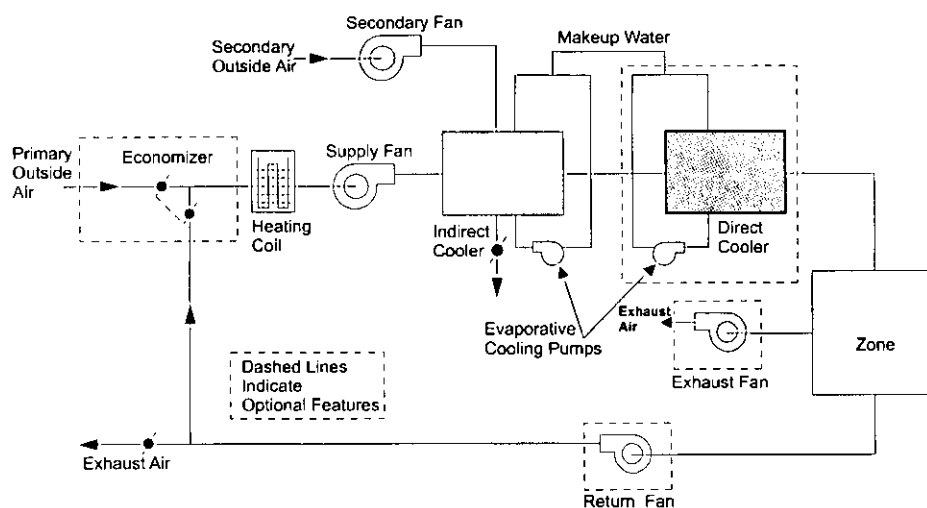 Secondary Fan
Secondary
Outside Air
Makeup Water
Primary
Outside
Air
Economizer
Supply Fan
Heating
Coil
Indirect
Cooler
Direct
Cooler
Evaporative
Cooling Pumps
Exhaust
Air
Exhaust Fan
Zone
Dashed Lines
Indicate
Optional Features
Exhaust Air
Return Fan